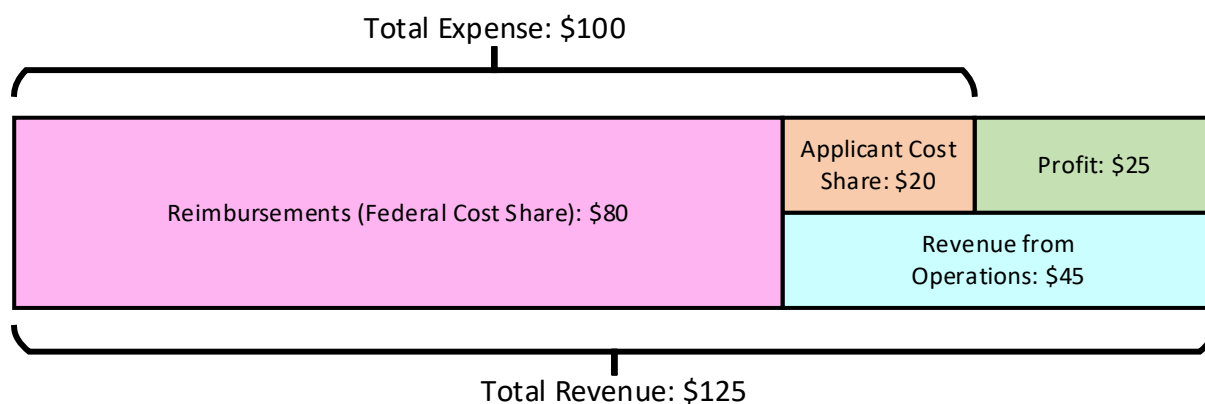 Total Expense: $100
Applicant Cost
Share: $20
Profit: $25
Reimbursements (Federal Cost Share): $80
Revenue from
Operations: $45
Total Revenue: $125